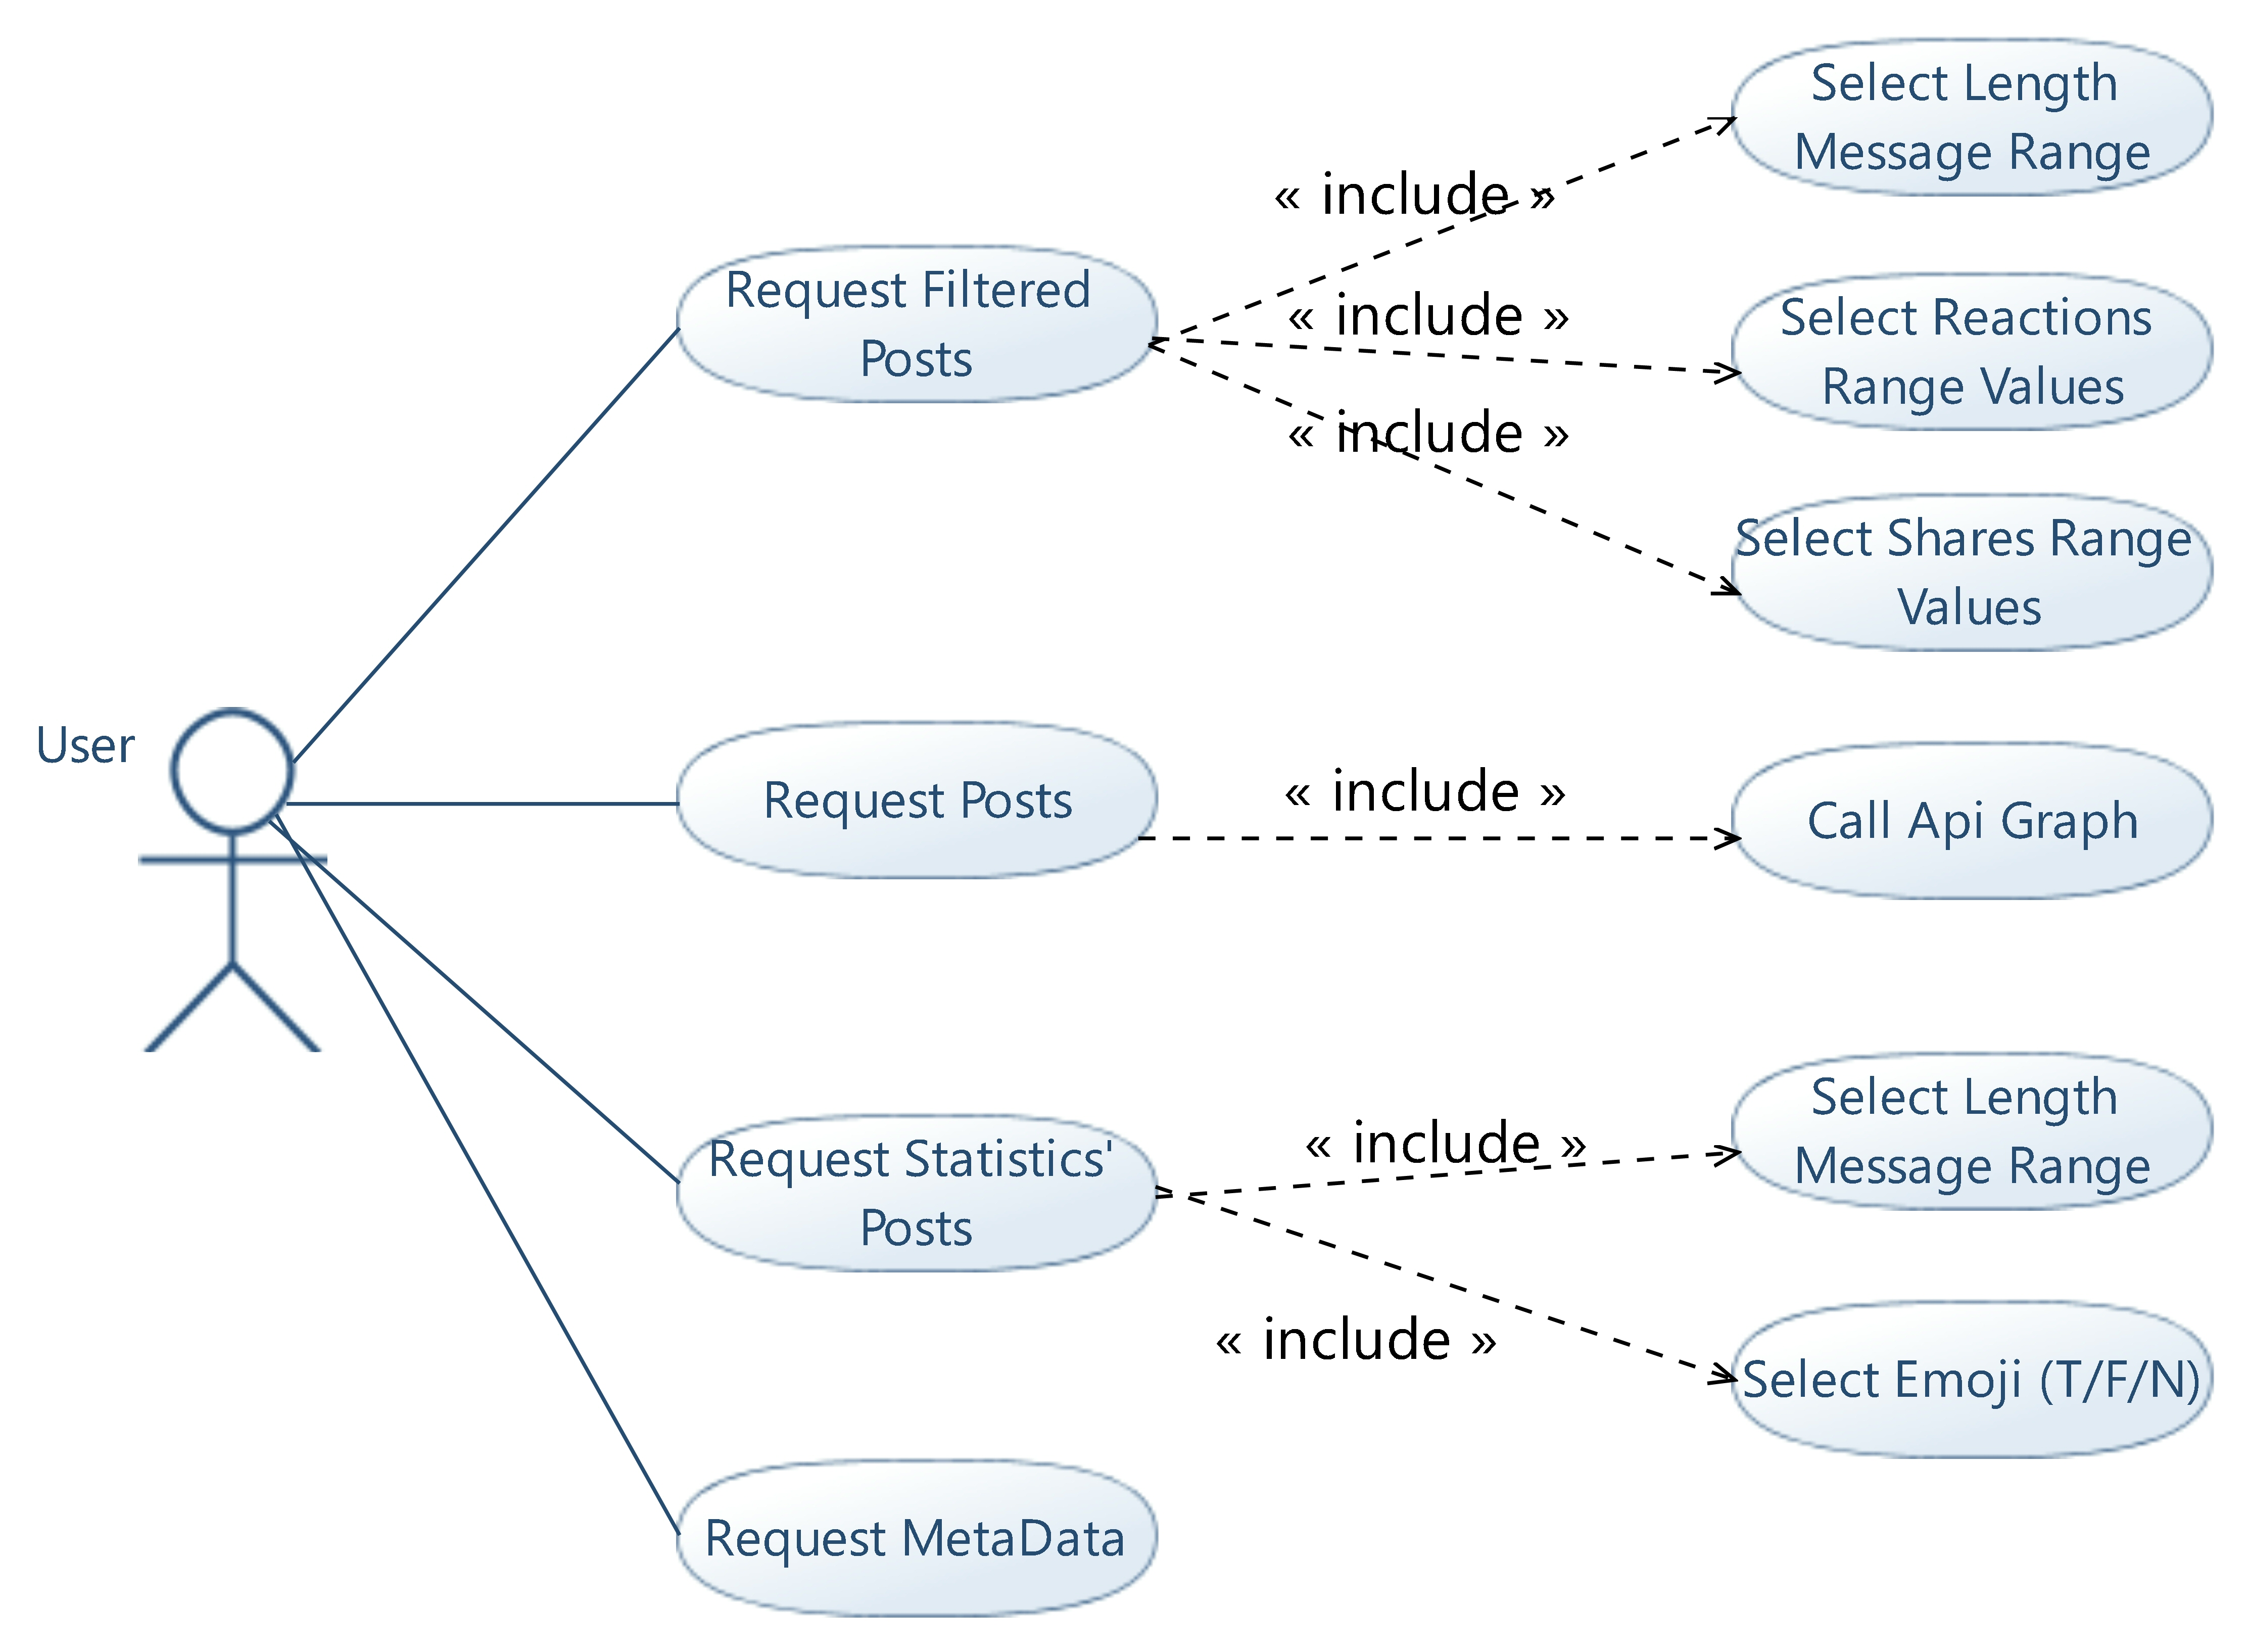 Select Length
Message Range
« include »
Request Filtered
Posts
« include »
Select Reactions
Range Values
« include »
Select Shares Range
Values
User
Request Posts
« include »
Call Api Graph
Request Statistics'
Posts
« include »
Select Length
Message Range
« include »
Select Emoji (T/F/N)
Request MetaData